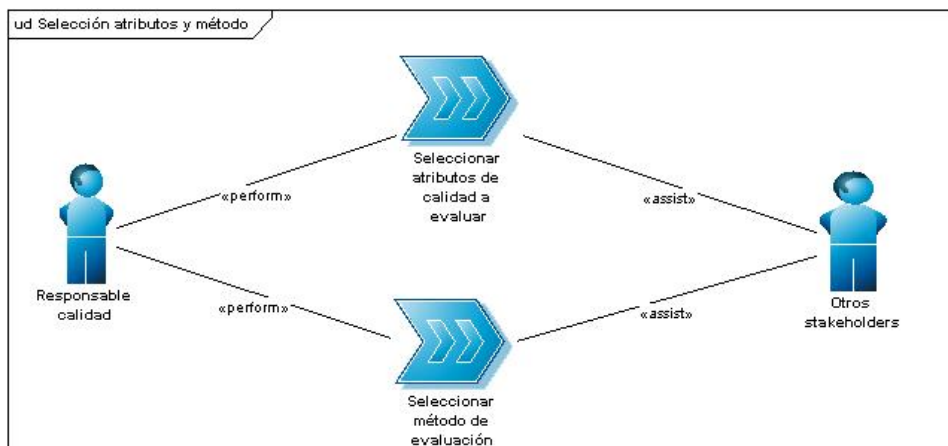 ud Selección atributos y método
Seleccionar
atributos de
calidad a
evaluar
«perform»
«assist»
Responsable
calidad
Otros
stakeholders
«perform»
«assist»
Seleccionar
método de
evaluación